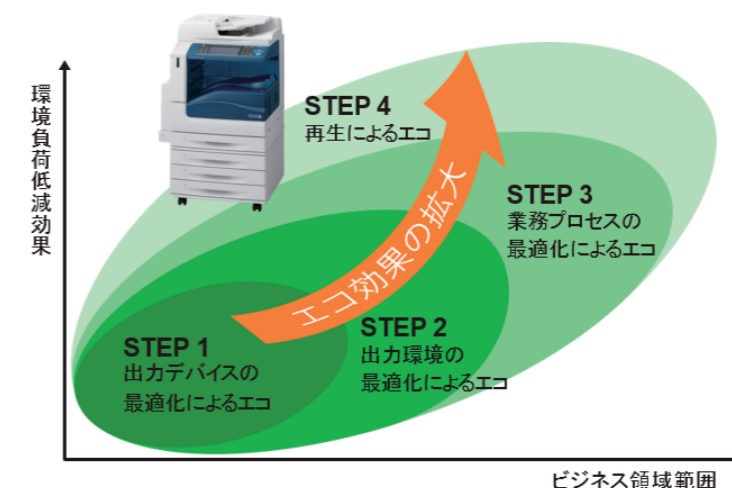 環境負荷低減効果
STEP 4
再生によるエコ
STEP 3
業務プロセスの
最適化によるエコ
エコ効果の拡大
STEP 2
出力環境の
最適化によるエコ
STEP 1
出力デバイスの
最適化によるエコ
ビジネス領域範囲